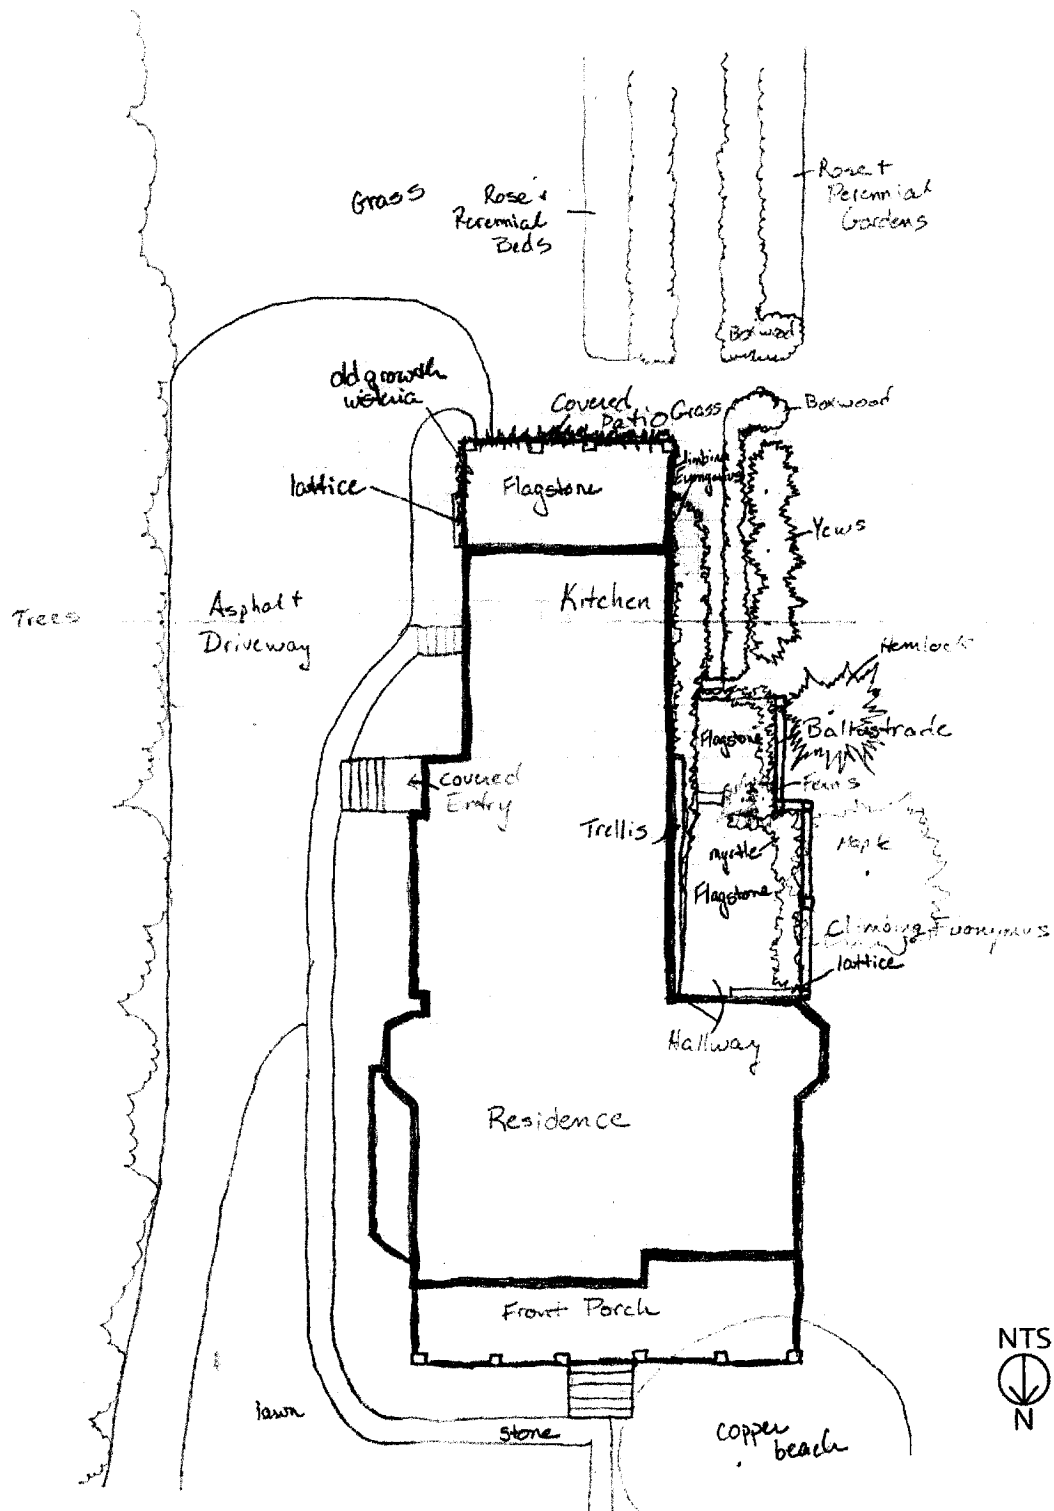 Grass
Rose +
Perennial
Beds
Rose +
Perennial
Gardens
Boxwood
old growth
wisteria
Covered
Patio
Grass
Boxwood
lattice
Flagstone
Climbing
Euonymus
Yews
Kitchen
Trees
Asphalt
Driveway
Hemlock
Flagstone
Balustrade
Covered
Entry
Ferns
Trellis
myrtle
Maple
Flagstone
Climbing Euonymus
lattice
Hallway
Residence
Front Porch
lawn
stone
copper
beach
NTS
N